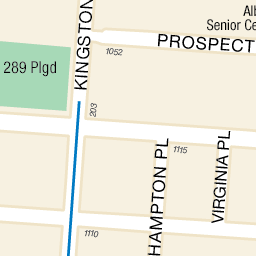 Alb
Senior Ce
PROSPECT
KINGSTON
1052
289 Plgd
203
1115
HAMPTON PL
VIRGINIA PL
1110